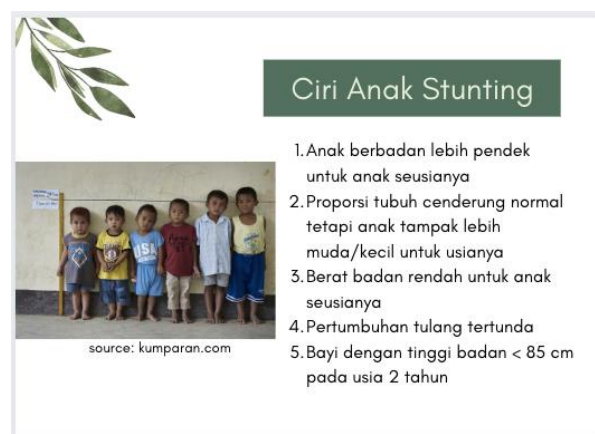 Ciri Anak Stunting
1.Anak berbadan lebih pendek
untuk anak seusianya
2.Proporsi tubuh cenderung normal
tetapi anak tampak lebih
muda/kecil untuk usianya
3.Berat badan rendah untuk anak
seusianya
4.Pertumbuhan tulang tertunda
5.Bayi dengan tinggi badan < 85 cm
pada usia 2 tahun
USA
source: kumparan.com